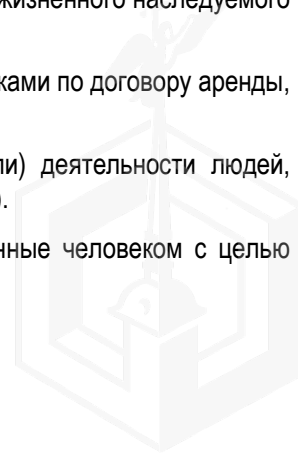 жизненного наследуемого
ками по договору аренды,
ли) деятельности людей,
).
нные человеком с целью